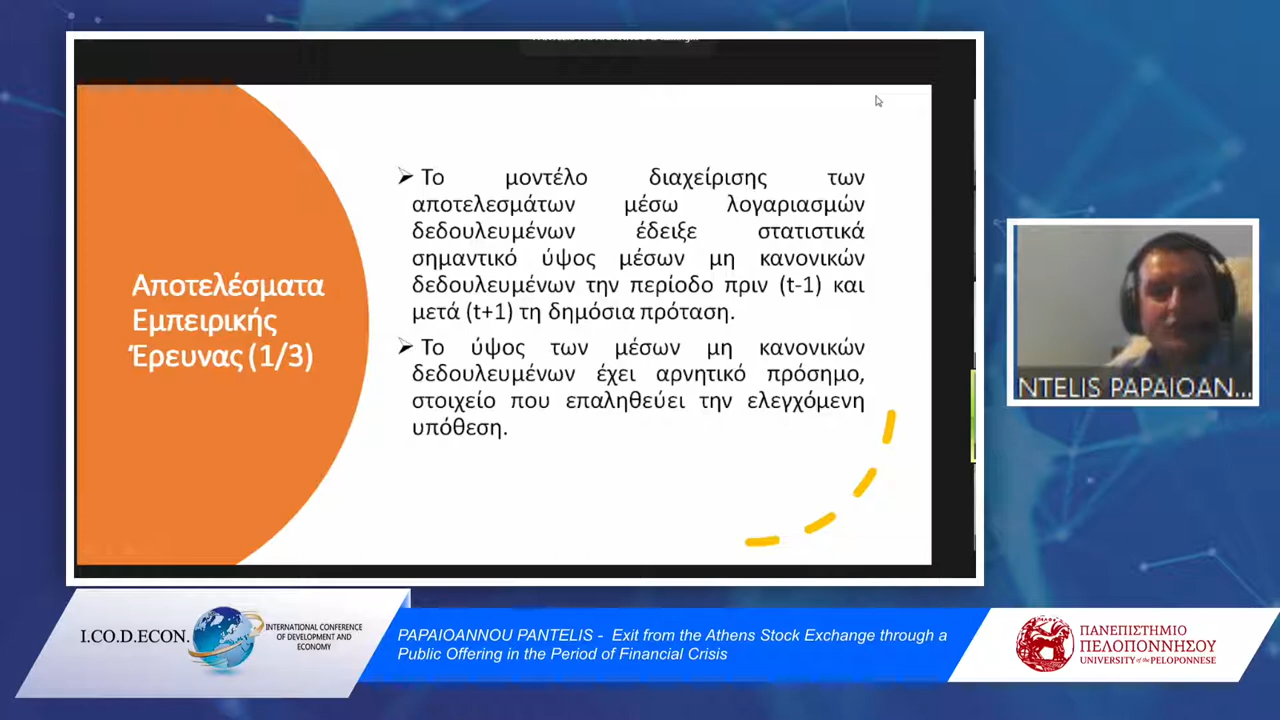 Αποτελέσματα
Εμπειρικής
Έρευνας (1/3)
Το μοντέλο διαχείρισης των
αποτελεσμάτων μέσω λογαριασμών
δεδουλευμένων έδειξε στατιστικά
σημαντικό ύψος μέσων μη κανονικών
δεδουλευμένων την περίοδο πριν (t-1) και
μετά (t+1) τη δημόσια πρόταση.
Το ύψος των μέσων μη κανονικών
δεδουλευμένων έχει αρνητικό πρόσημο,
στοιχείο που επαληθεύει την ελεγχόμενη
υπόθεση.
NTELIS PAPAIOAN...
I.CO.D.ECON.
INTERNATIONAL CONFERENCE
OF DEVELOPMENT AND
ECONOMY
PAPAIOANNOU PANTELIS - Exit from the Athens Stock Exchange through a
Public Offering in the Period of Financial Crisis
ΠΑΝΕΠΙΣΤΗΜΙΟ
ΠΕΛΟΠΟΝΝΗΣΟΥ
UNIVERSITY of the PELOPONNESE